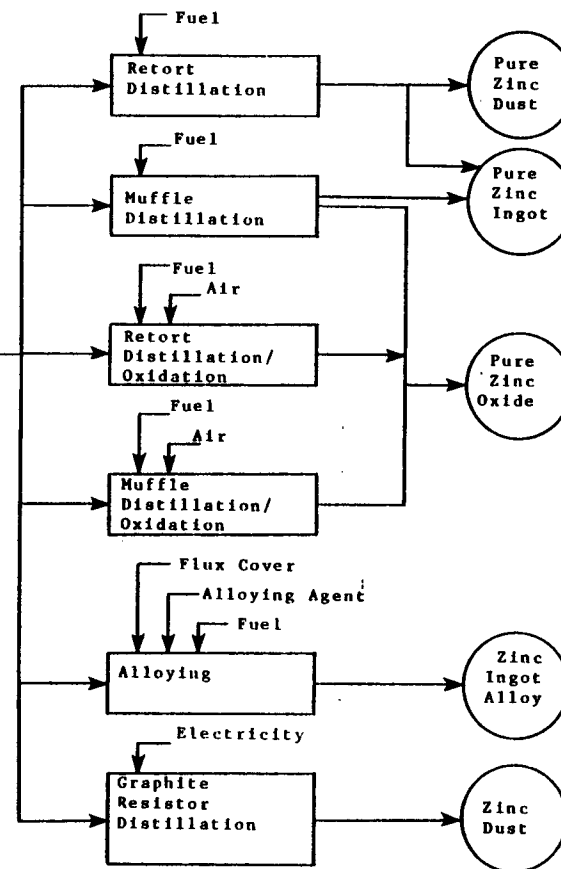 Fuel
Retort
Distillation
Pure
Zinc
Dust
Fuel
Muffle
Distillation
Pure
Zinc
Ingot
Fuel
Air
Retort
Distillation/
Oxidation
Pure
Zinc
Oxide
Fuel
Air
Muffle
Distillation/
Oxidation
Flux Cover
Alloying Agent
Fuel
Alloying
Zinc
Ingot
Alloy
Electricity
Graphite
Resistor
Distillation
Zinc
Dust